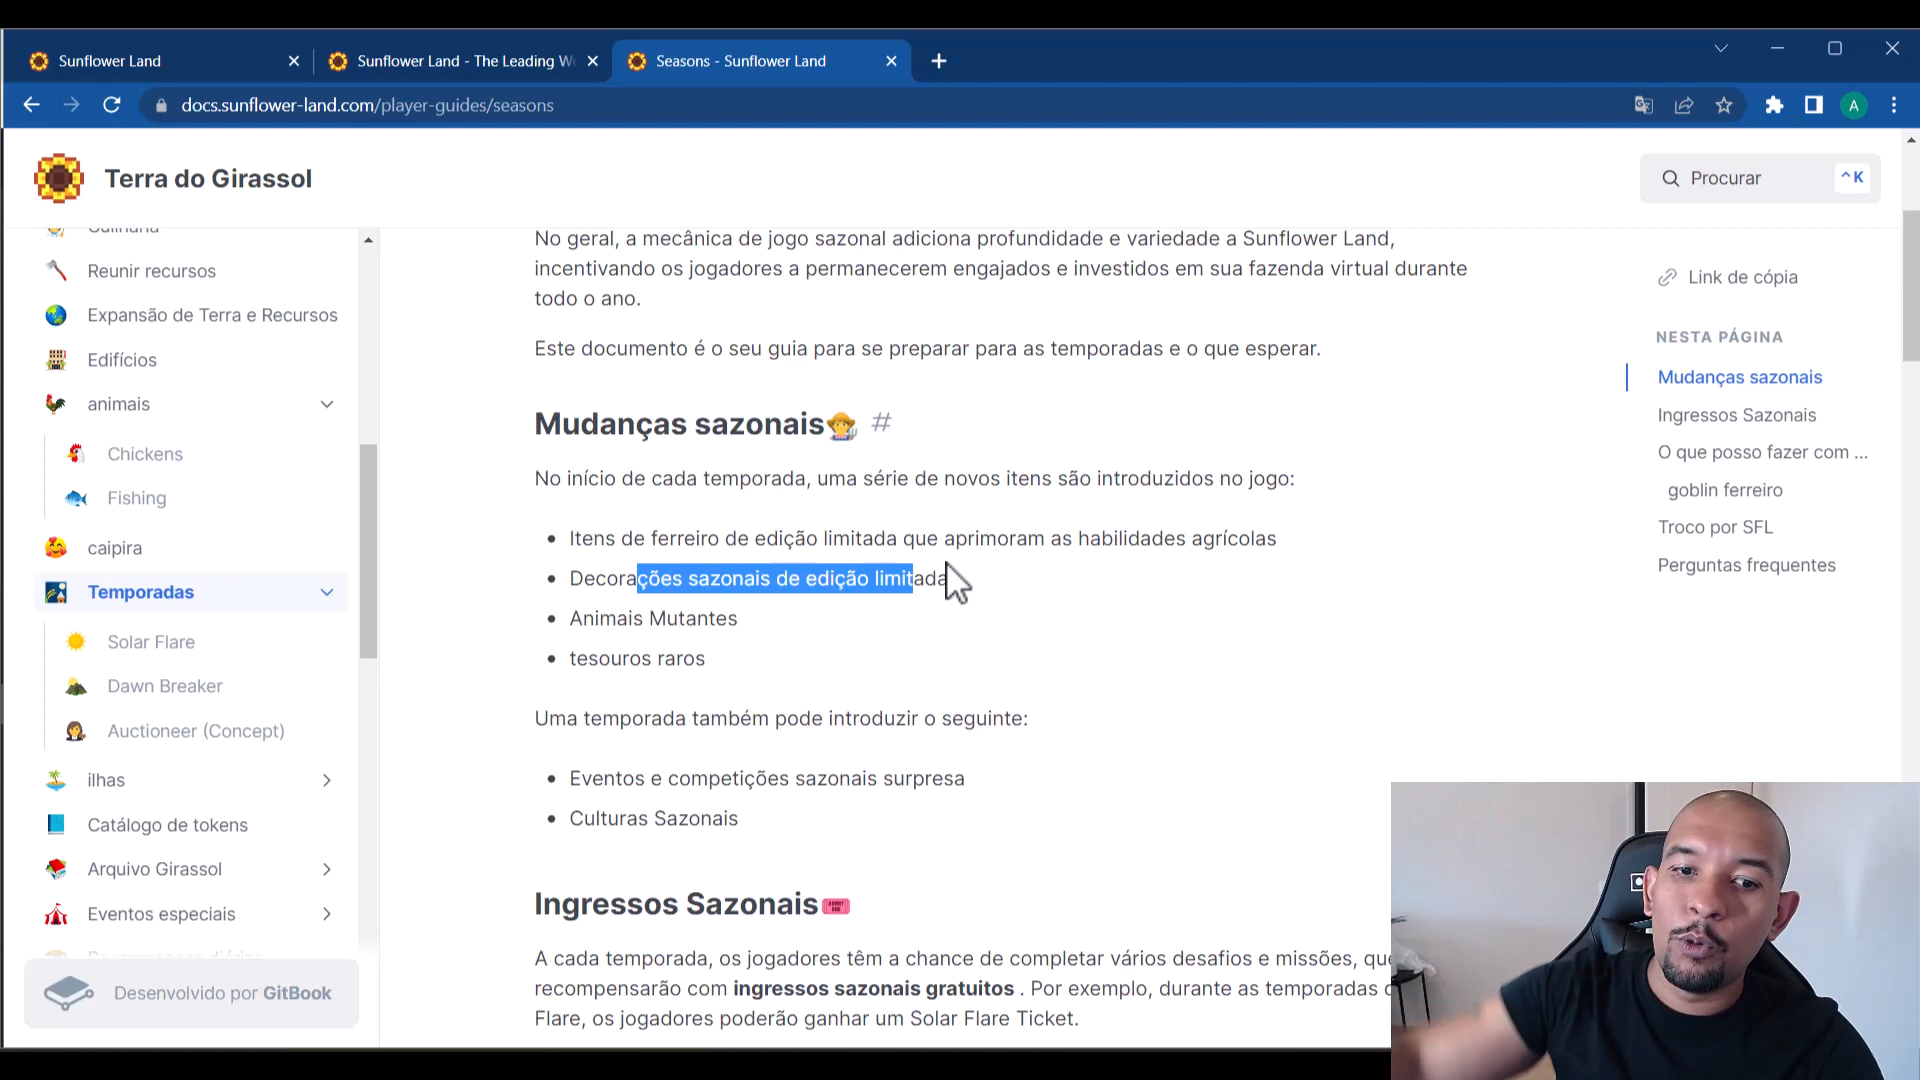 Sunflower Land
Sunflower Land - The Leading W
Seasons - Sunflower Land
docs.sunflower-land.com/player-guides/seasons
A
Terra do Girassol
Procurar
^K
Culinária
Reunir recursos
Expansão de Terra e Recursos
Edifícios
animais
Chickens
Fishing
caipira
Temporadas
Solar Flare
Dawn Breaker
Auctioneer (Concept)
ilhas
Catálogo de tokens
Arquivo Girassol
Eventos especiais
Desenvolvido por GitBook
No geral, a mecânica de jogo sazonal adiciona profundidade e variedade a Sunflower Land,
incentivando os jogadores a permanecerem engajados e investidos em sua fazenda virtual durante
todo o ano.
Este documento é o seu guia para se preparar para as temporadas e o que esperar.
Mudanças sazonais #
No início de cada temporada, uma série de novos itens são introduzidos no jogo:
• Itens de ferreiro de edição limitada que aprimoram as habilidades agrícolas
• Decorações sazonais de edição limitada
• Animais Mutantes
• tesouros raros
Uma temporada também pode introduzir o seguinte:
• Eventos e competições sazonais surpresa
• Culturas Sazonais
Ingressos Sazonais
A cada temporada, os jogadores têm a chance de completar vários desafios e missões, que
recompensarão com ingressos sazonais gratuitos . Por exemplo, durante as temporadas
Flare, os jogadores poderão ganhar um Solar Flare Ticket.
Link de cópia
NESTA PÁGINA
Mudanças sazonais
Ingressos Sazonais
O que posso fazer com ...
goblin ferreiro
Troco por SFL
Perguntas frequentes